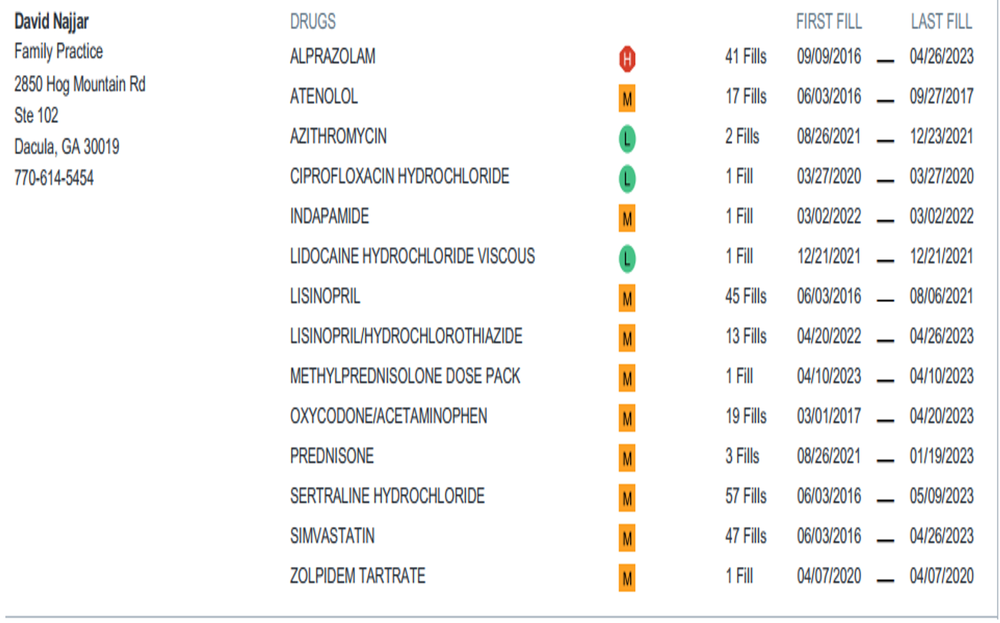 David Najjar
Family Practice
2850 Hog Mountain Rd
Ste 102
Dacula, GA 30019
770-614-5454
DRUGS FIRST FILL LAST FILL
ALPRAZOLAM H 41 Fills 09/09/2016 — 04/26/2023
ATENOLOL M 17 Fills 06/03/2016 — 09/27/2017
AZITHROMYCIN L 2 Fills 08/26/2021 — 12/23/2021
CIPROFLOXACIN HYDROCHLORIDE L 1 Fill 03/27/2020 — 03/27/2020
INDAPAMIDE M 1 Fill 03/02/2022 — 03/02/2022
LIDOCAINE HYDROCHLORIDE VISCOUS L 1 Fill 12/21/2021 — 12/21/2021
LISINOPRIL M 45 Fills 06/03/2016 — 08/06/2021
LISINOPRIL/HYDROCHLOROTHIAZIDE M 13 Fills 04/20/2022 — 04/26/2023
METHYLPREDNISOLONE DOSE PACK M 1 Fill 04/10/2023 — 04/10/2023
OXYCODONE/ACETAMINOPHEN M 19 Fills 03/01/2017 — 04/20/2023
PREDNISONE M 3 Fills 08/26/2021 — 01/19/2023
SERTRALINE HYDROCHLORIDE M 57 Fills 06/03/2016 — 05/09/2023
SIMVASTATIN M 47 Fills 06/03/2016 — 04/26/2023
ZOLPIDEM TARTRATE M 1 Fill 04/07/2020 — 04/07/2020